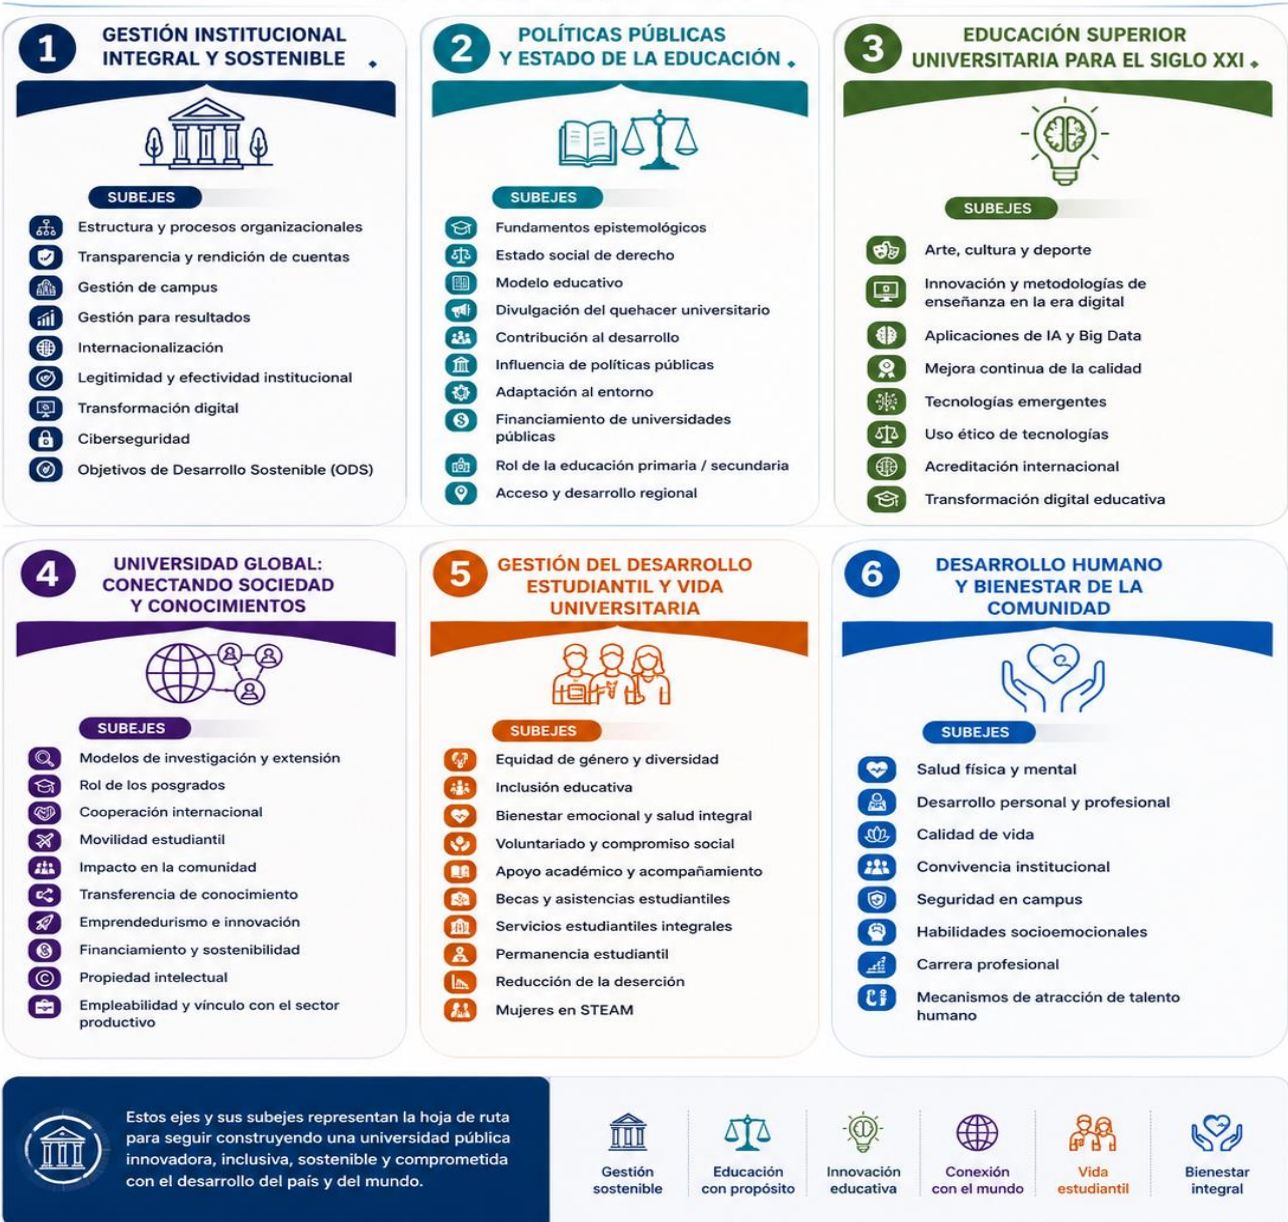 1
GESTIÓN INSTITUCIONAL
INTEGRAL Y SOSTENIBLE
SUBEJES
Estructura y procesos organizacionales
Transparencia y rendición de cuentas
Gestión de campus
Gestión para resultados
Internacionalización
Legitimidad y efectividad institucional
Transformación digital
Ciberseguridad
Objetivos de Desarrollo Sostenible (ODS)
2
POLÍTICAS PÚBLICAS
Y ESTADO DE LA EDUCACIÓN
SUBEJES
Fundamentos epistemológicos
Estado social de derecho
Modelo educativo
Divulgación del quehacer universitario
Contribución al desarrollo
Influencia de políticas públicas
Adaptación al entorno
Financiamiento de universidades
públicas
Rol de la educación primaria / secundaria
Acceso y desarrollo regional
3
EDUCACIÓN SUPERIOR
UNIVERSITARIA PARA EL SIGLO XXI
SUBEJES
Arte, cultura y deporte
Innovación y metodologías de
enseñanza en la era digital
Aplicaciones de IA y Big Data
Mejora continua de la calidad
Tecnologías emergentes
Uso ético de tecnologías
Acreditación internacional
Transformación digital educativa
4
UNIVERSIDAD GLOBAL:
CONECTANDO SOCIEDAD
Y CONOCIMIENTOS
SUBEJES
Modelos de investigación y extensión
Rol de los posgrados
Cooperación internacional
Movilidad estudiantil
Impacto en la comunidad
Transferencia de conocimiento
Emprendedurismo e innovación
Financiamiento y sostenibilidad
Propiedad intelectual
Empleabilidad y vínculo con el sector
productivo
5
GESTIÓN DEL DESARROLLO
ESTUDIANTIL Y VIDA
UNIVERSITARIA
SUBEJES
Equidad de género y diversidad
Inclusión educativa
Bienestar emocional y salud integral
Voluntariado y compromiso social
Apoyo académico y acompañamiento
Becas y asistencias estudiantiles
Servicios estudiantiles integrales
Permanencia estudiantil
Reducción de la deserción
Mujeres en STEAM
6
DESARROLLO HUMANO
Y BIENESTAR DE LA
COMUNIDAD
SUBEJES
Salud física y mental
Desarrollo personal y profesional
Calidad de vida
Convivencia institucional
Seguridad en campus
Habilidades socioemocionales
Carrera profesional
Mecanismos de atracción de talento
humano
Estos ejes y sus subejes representan la hoja de ruta
para seguir construyendo una universidad pública
innovadora, inclusiva, sostenible y comprometida
con el desarrollo del país y del mundo.
Gestión
sostenible
Educación
con propósito
Innovación
educativa
Conexión
con el mundo
Vida
estudiantil
Bienestar
integral